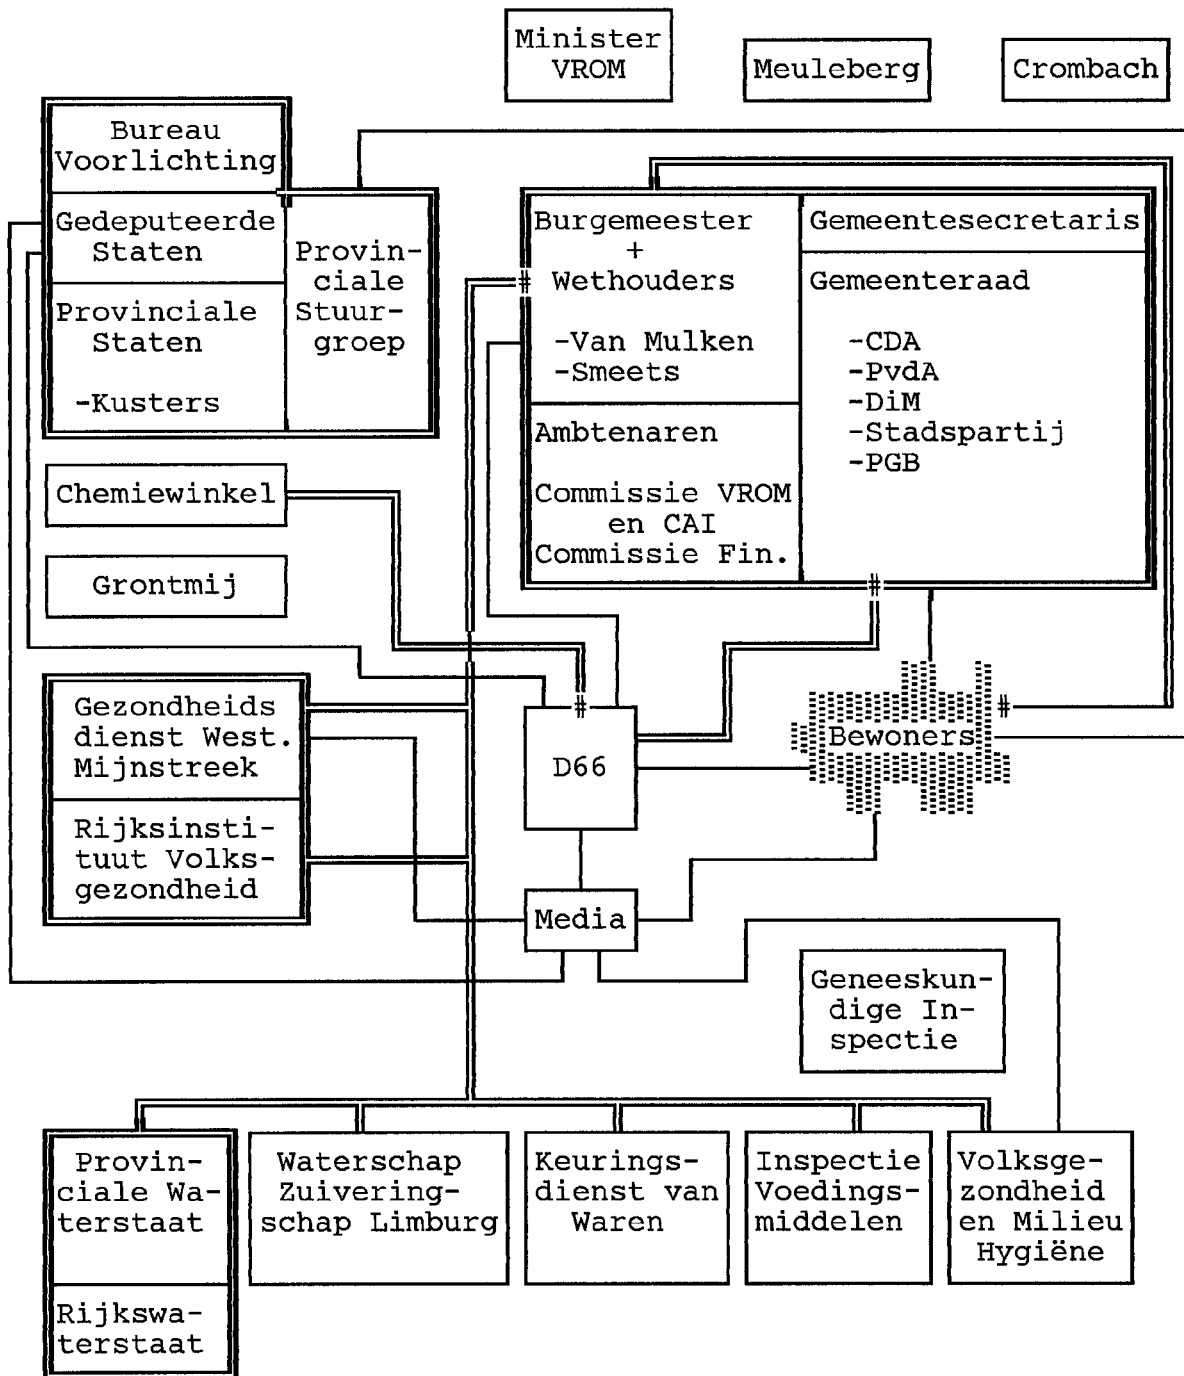 Minister
VROM
Meuleberg
Crombach
Bureau
Voorlichting
Gedeputeerde
Staten
Provinciale
Staten
-Kusters
Provin-
ciale
Stuur-
groep
Burgemeester
+
Wethouders
-Van Mulken
-Smeets
Ambtenaren
Commissie VROM
en CAI
Commissie Fin.
Gemeentesecretaris
Gemeenteraad
-CDA
-PvdA
-DiM
-Stadspartij
-PGB
#
#
Chemiewinkel
Grontmij
Gezondheids
dienst West.
Mijnstreek
Rijksinsti-
tuut Volks-
gezondheid
#
D66
#
Bewoners
Media
Geneeskun-
dige In-
spectie
Provin-
ciale Wa-
terstaat
Rijkswa-
terstaat
Waterschap
Zuivering-
schap Limburg
Keurings-
dienst van
Waren
Inspectie
Voedings-
middelen
Volksge-
zondheid
en Milieu
Hygiëne